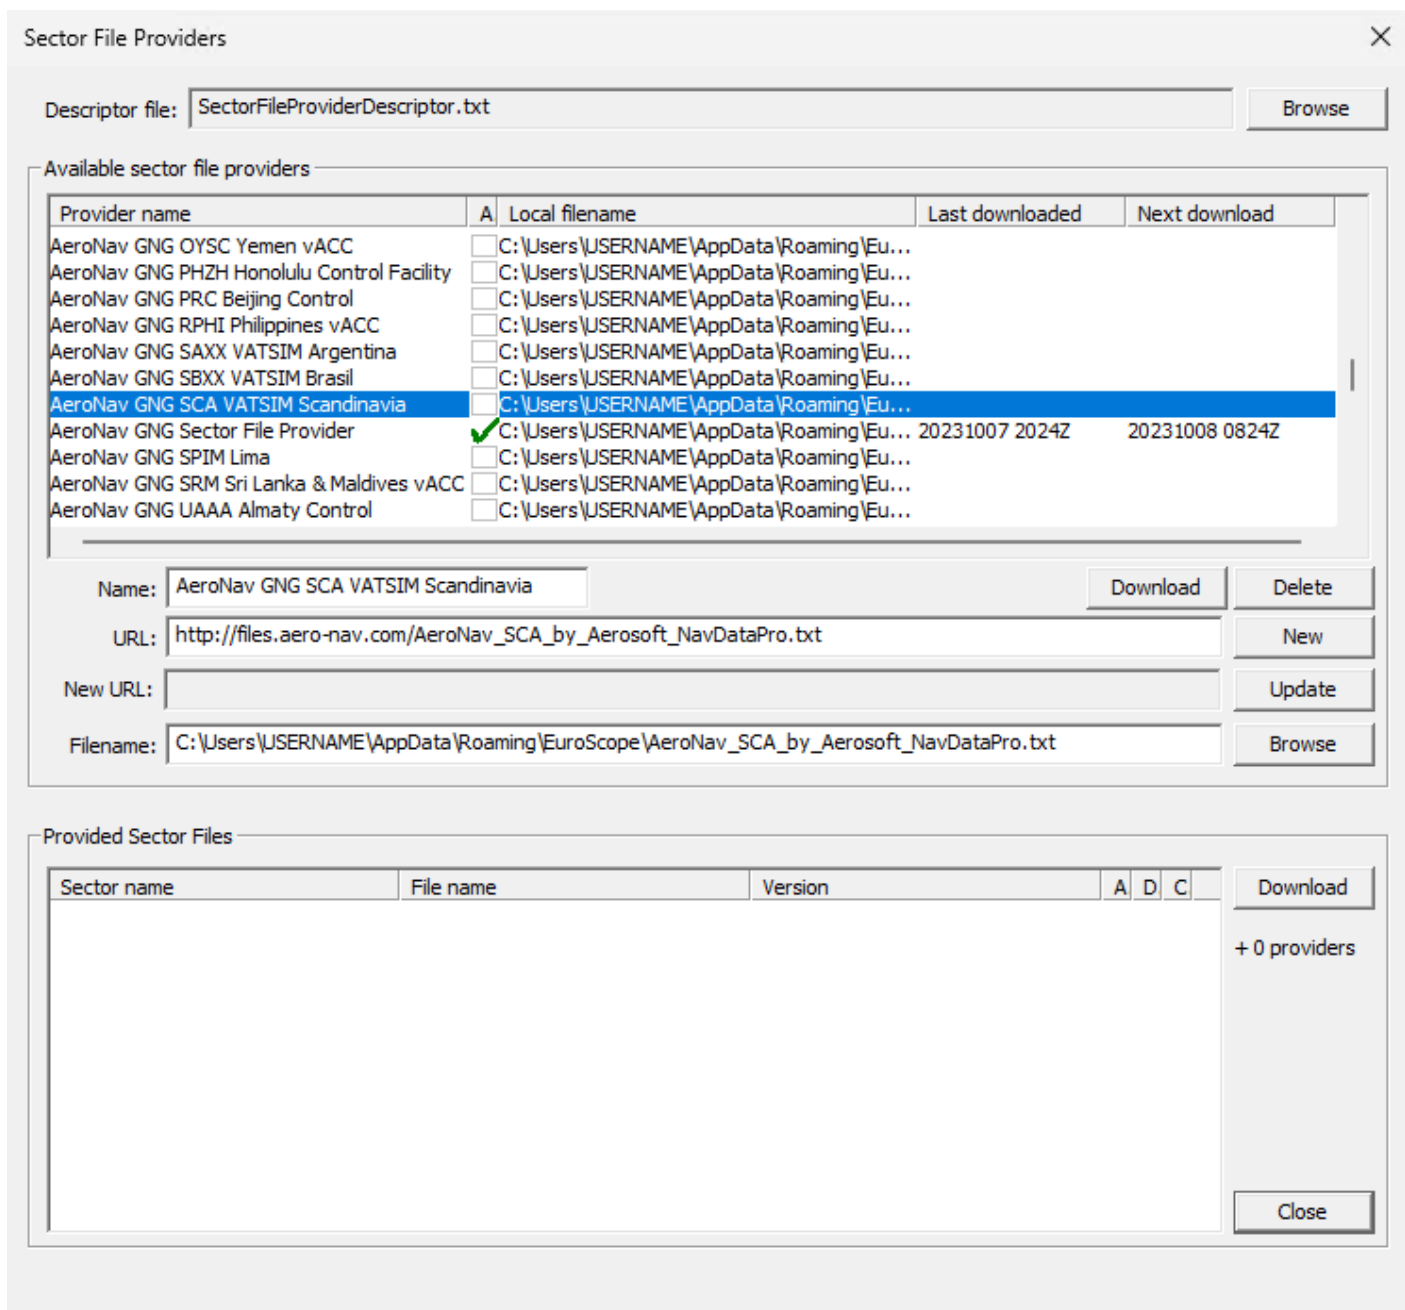 Sector File Providers
Descriptor file: SectorFileProviderDescriptor.txt Browse
Available sector file providers
Provider name A Local filename Last downloaded Next download
AeroNav GNG OYSC Yemen vACC C:\Users\USERNAME\AppData\Roaming\Eu...
AeroNav GNG PHZH Honolulu Control Facility C:\Users\USERNAME\AppData\Roaming\Eu...
AeroNav GNG PRC Beijing Control C:\Users\USERNAME\AppData\Roaming\Eu...
AeroNav GNG RPHI Philippines vACC C:\Users\USERNAME\AppData\Roaming\Eu...
AeroNav GNG SAXX VATSIM Argentina C:\Users\USERNAME\AppData\Roaming\Eu...
AeroNav GNG SBXX VATSIM Brasil C:\Users\USERNAME\AppData\Roaming\Eu...
AeroNav GNG SCA VATSIM Scandinavia C:\Users\USERNAME\AppData\Roaming\Eu...
AeroNav GNG Sector File Provider C:\Users\USERNAME\AppData\Roaming\Eu... 20231007 2024Z 20231008 0824Z
AeroNav GNG SPIM Lima C:\Users\USERNAME\AppData\Roaming\Eu...
AeroNav GNG SRM Sri Lanka & Maldives vACC C:\Users\USERNAME\AppData\Roaming\Eu...
AeroNav GNG UAAA Almaty Control C:\Users\USERNAME\AppData\Roaming\Eu...
Name: AeroNav GNG SCA VATSIM Scandinavia Download Delete
URL: http://files.aero-nav.com/AeroNav_SCA_by_Aerosoft_NavDataPro.txt New
New URL: Update
Filename: C:\Users\USERNAME\AppData\Roaming\EuroScope\AeroNav_SCA_by_Aerosoft_NavDataPro.txt Browse
Provided Sector Files
Sector name File name Version A D C Download
+ 0 providers
Close